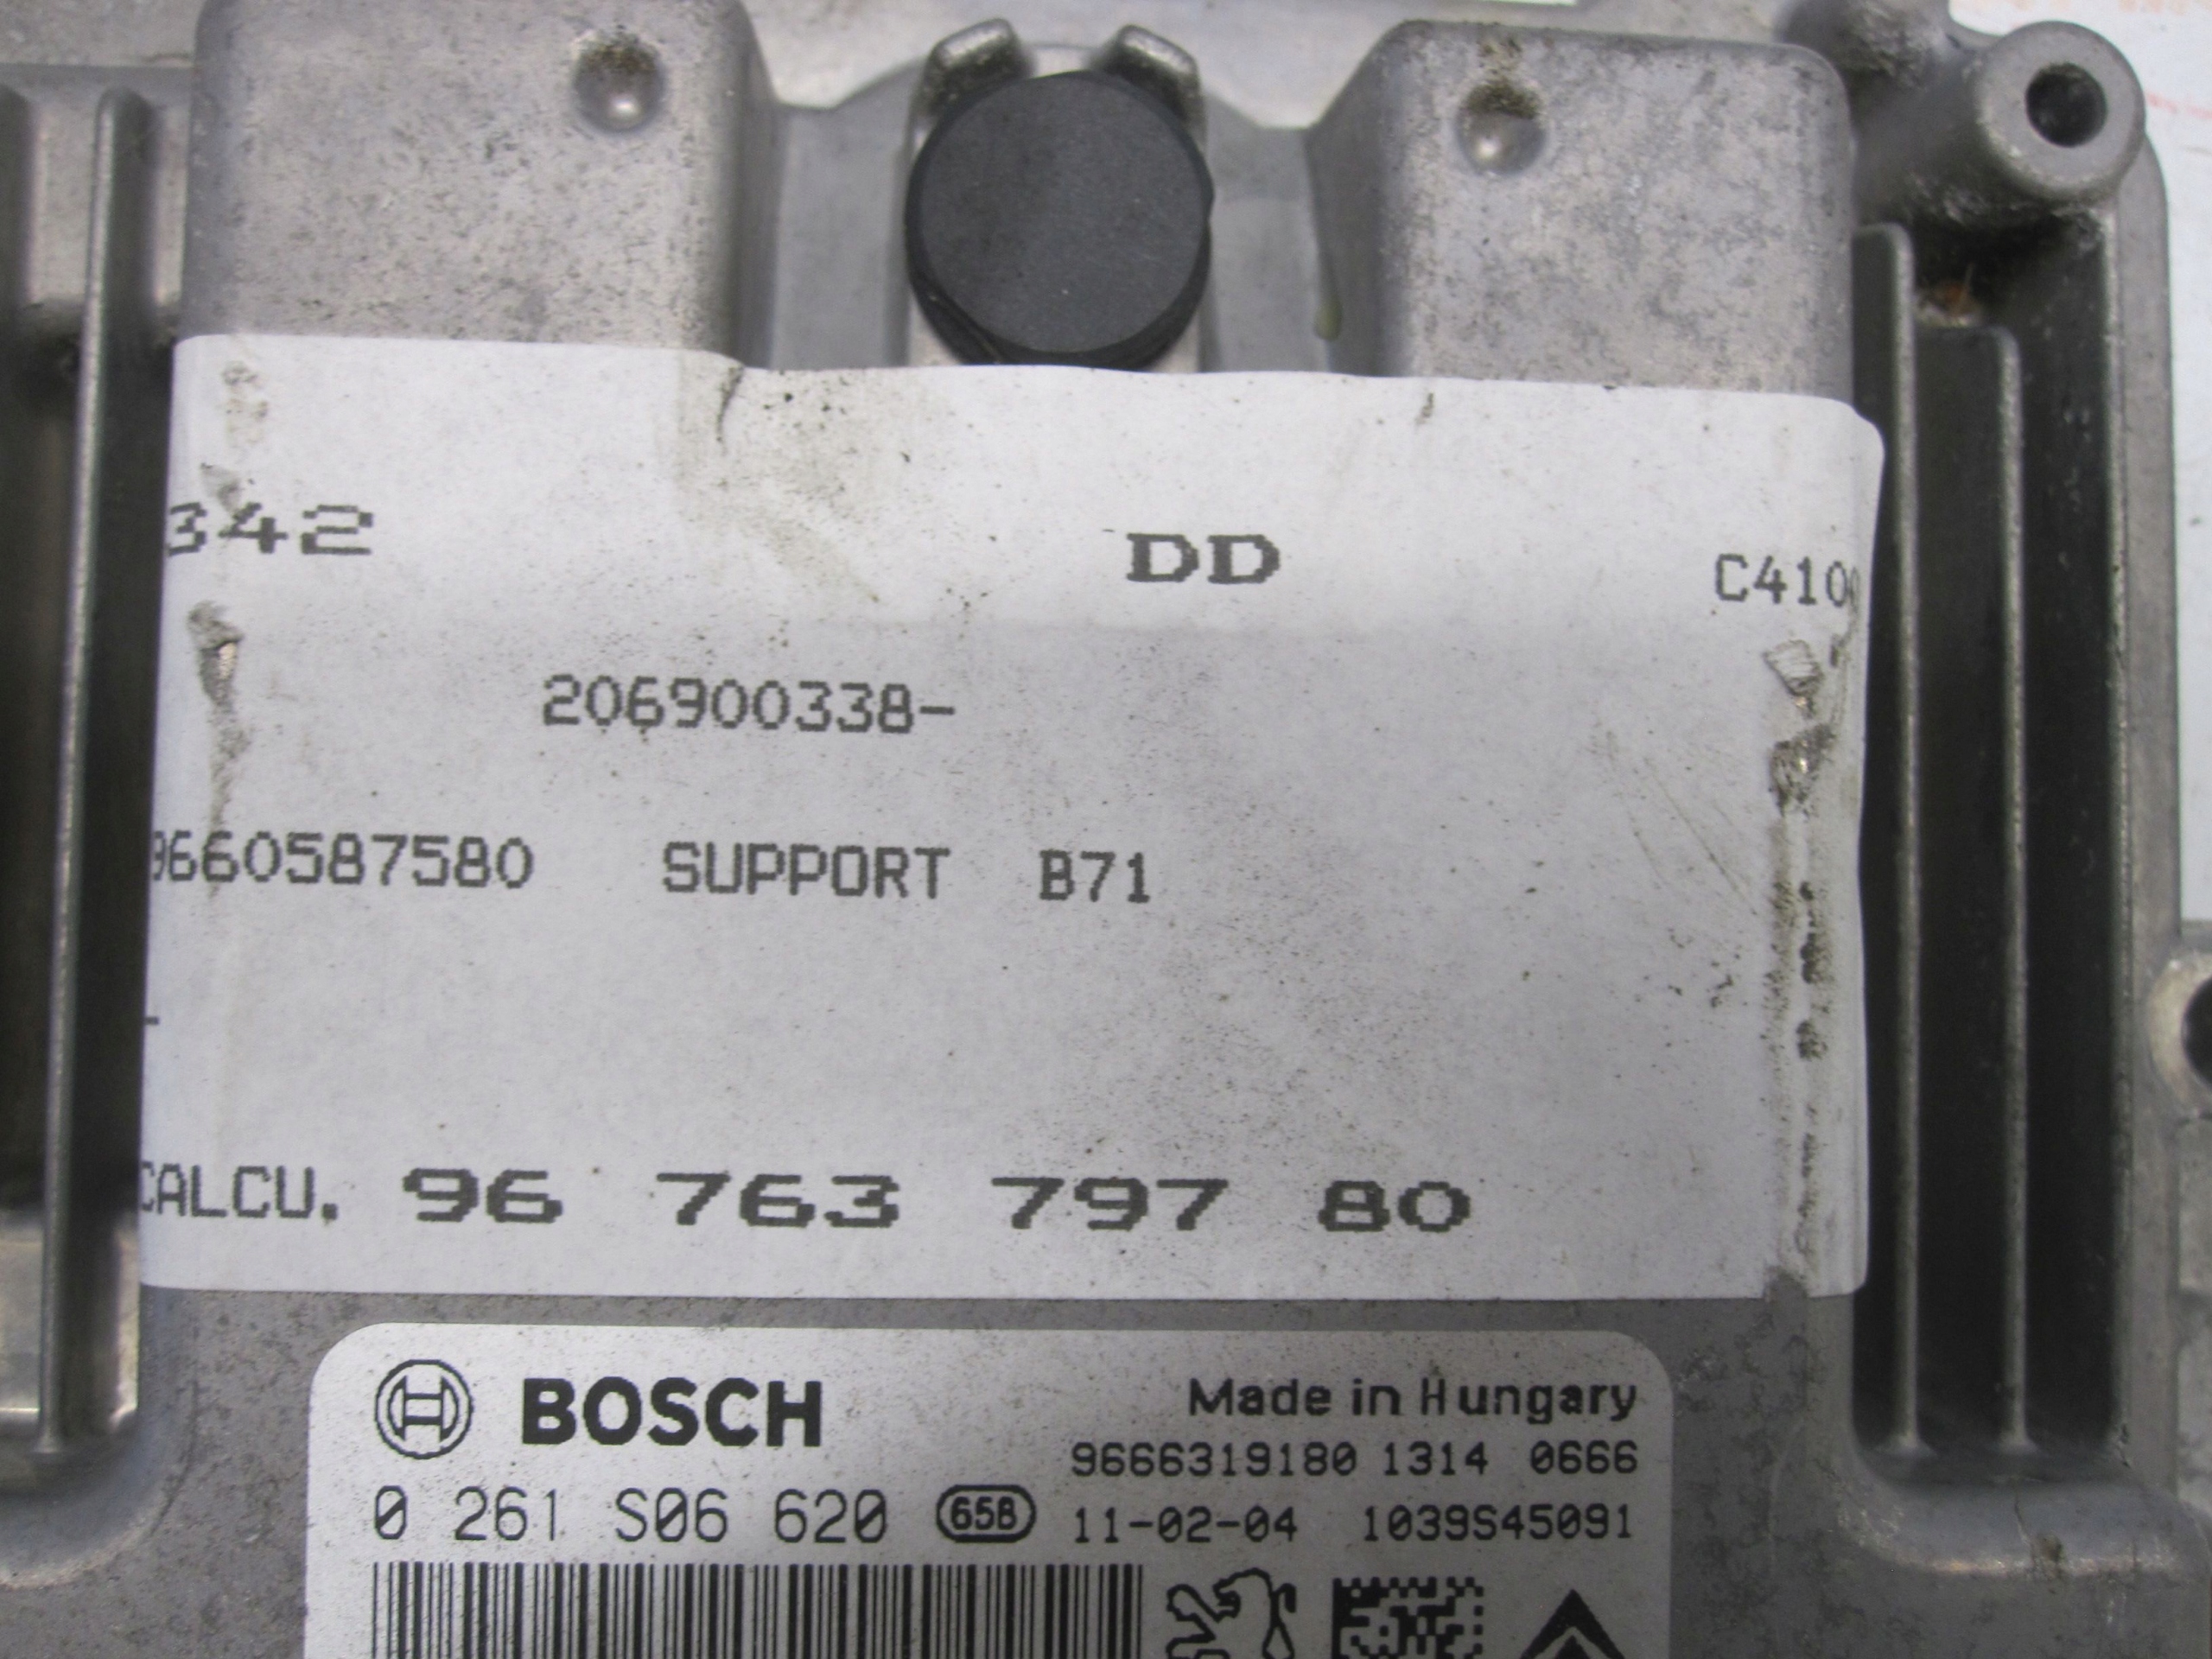 342 DD C410
206900338-
9660587580 SUPPORT B71
-
CALCU. 96 763 797 80
BOSCH Made in Hungary
9666319180 1314 0666
0 261 S06 620 65B 11-02-04 1039S45091